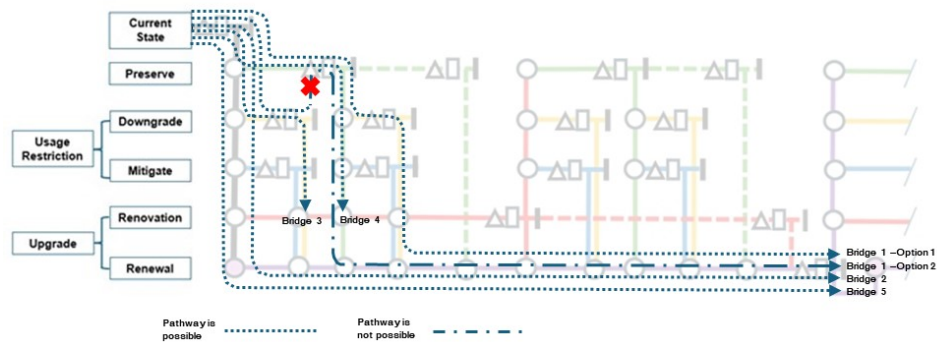 Current
State
Preserve
Downgrade
Usage
Restriction
Mitigate
Renovation
Bridge 3
Bridge 4
Upgrade
Renewal
Bridge 1 –Option 1
Bridge 1 –Option 2
Bridge 2
Bridge 5
Pathway is
possible
Pathway is
not possible